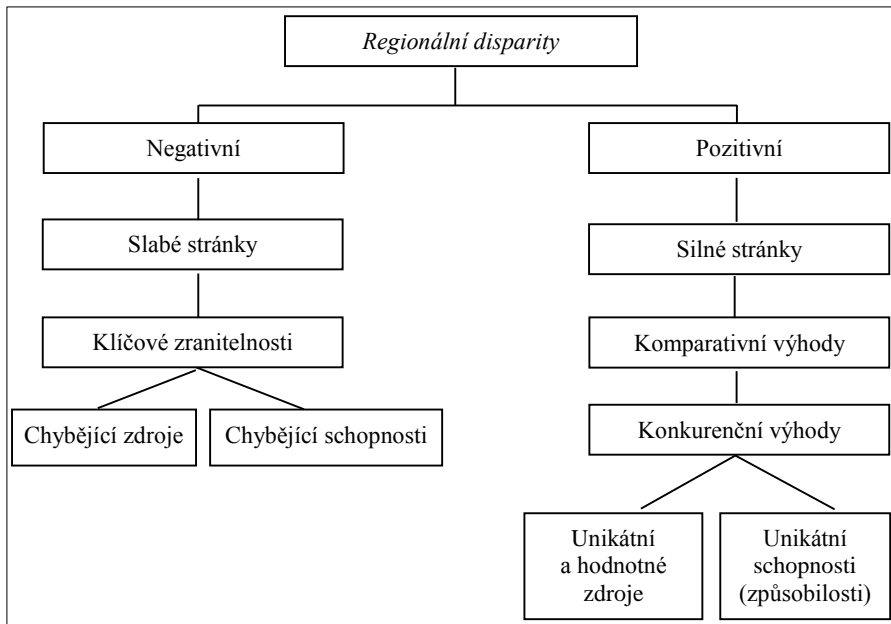 Regionální disparity
Negativní
Pozitivní
Slabé stránky
Silné stránky
Klíčové zranitelnosti
Komparativní výhody
Chybějící zdroje
Chybějící schopnosti
Konkurenční výhody
Unikátní
a hodnotné
zdroje
Unikátní
schopnosti
(způsobilosti)